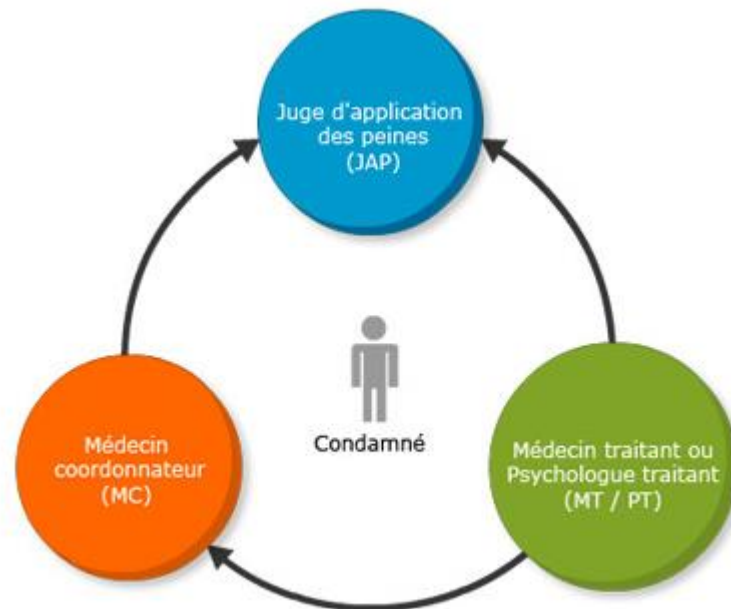 Juge d'application
des peines
(JAP)
Condamné
Médecin
coordonnateur
(MC)
Médecin traitant ou
Psychologue traitant
(MT / PT)